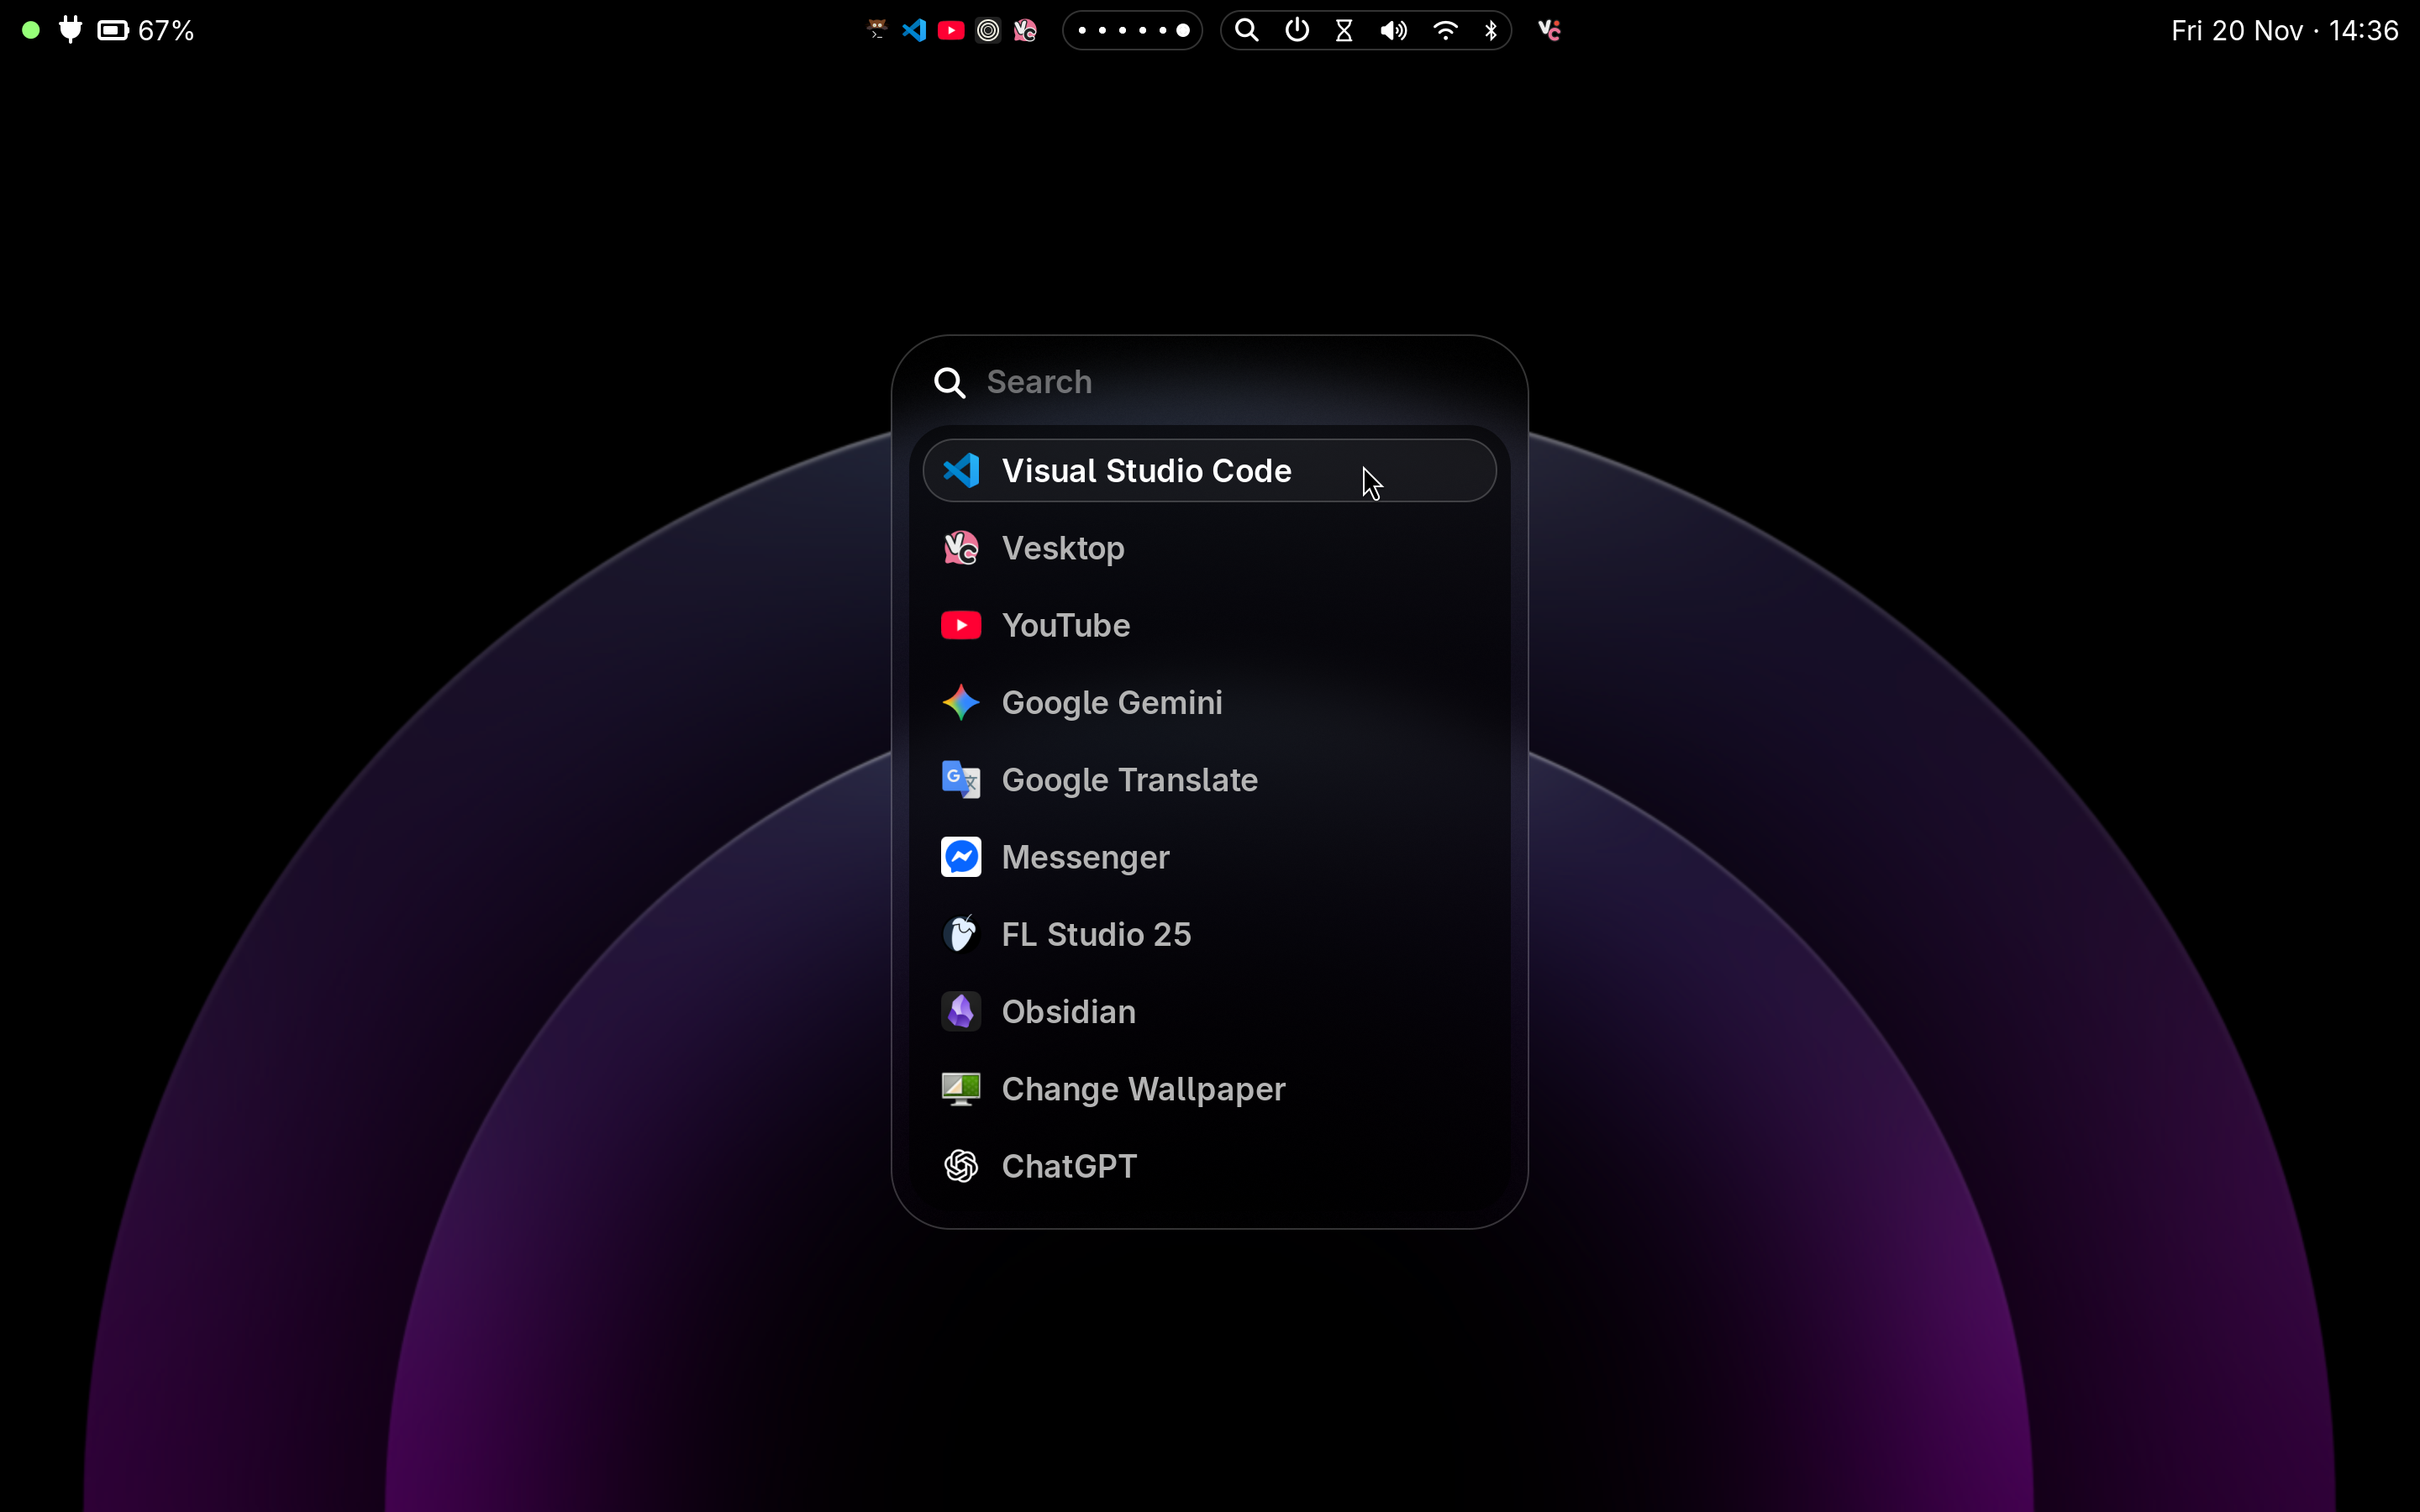 67%
Fri 20 Nov · 14:36
Search
Visual Studio Code
Vesktop
YouTube
Google Gemini
Google Translate
Messenger
FL Studio 25
Obsidian
Change Wallpaper
ChatGPT